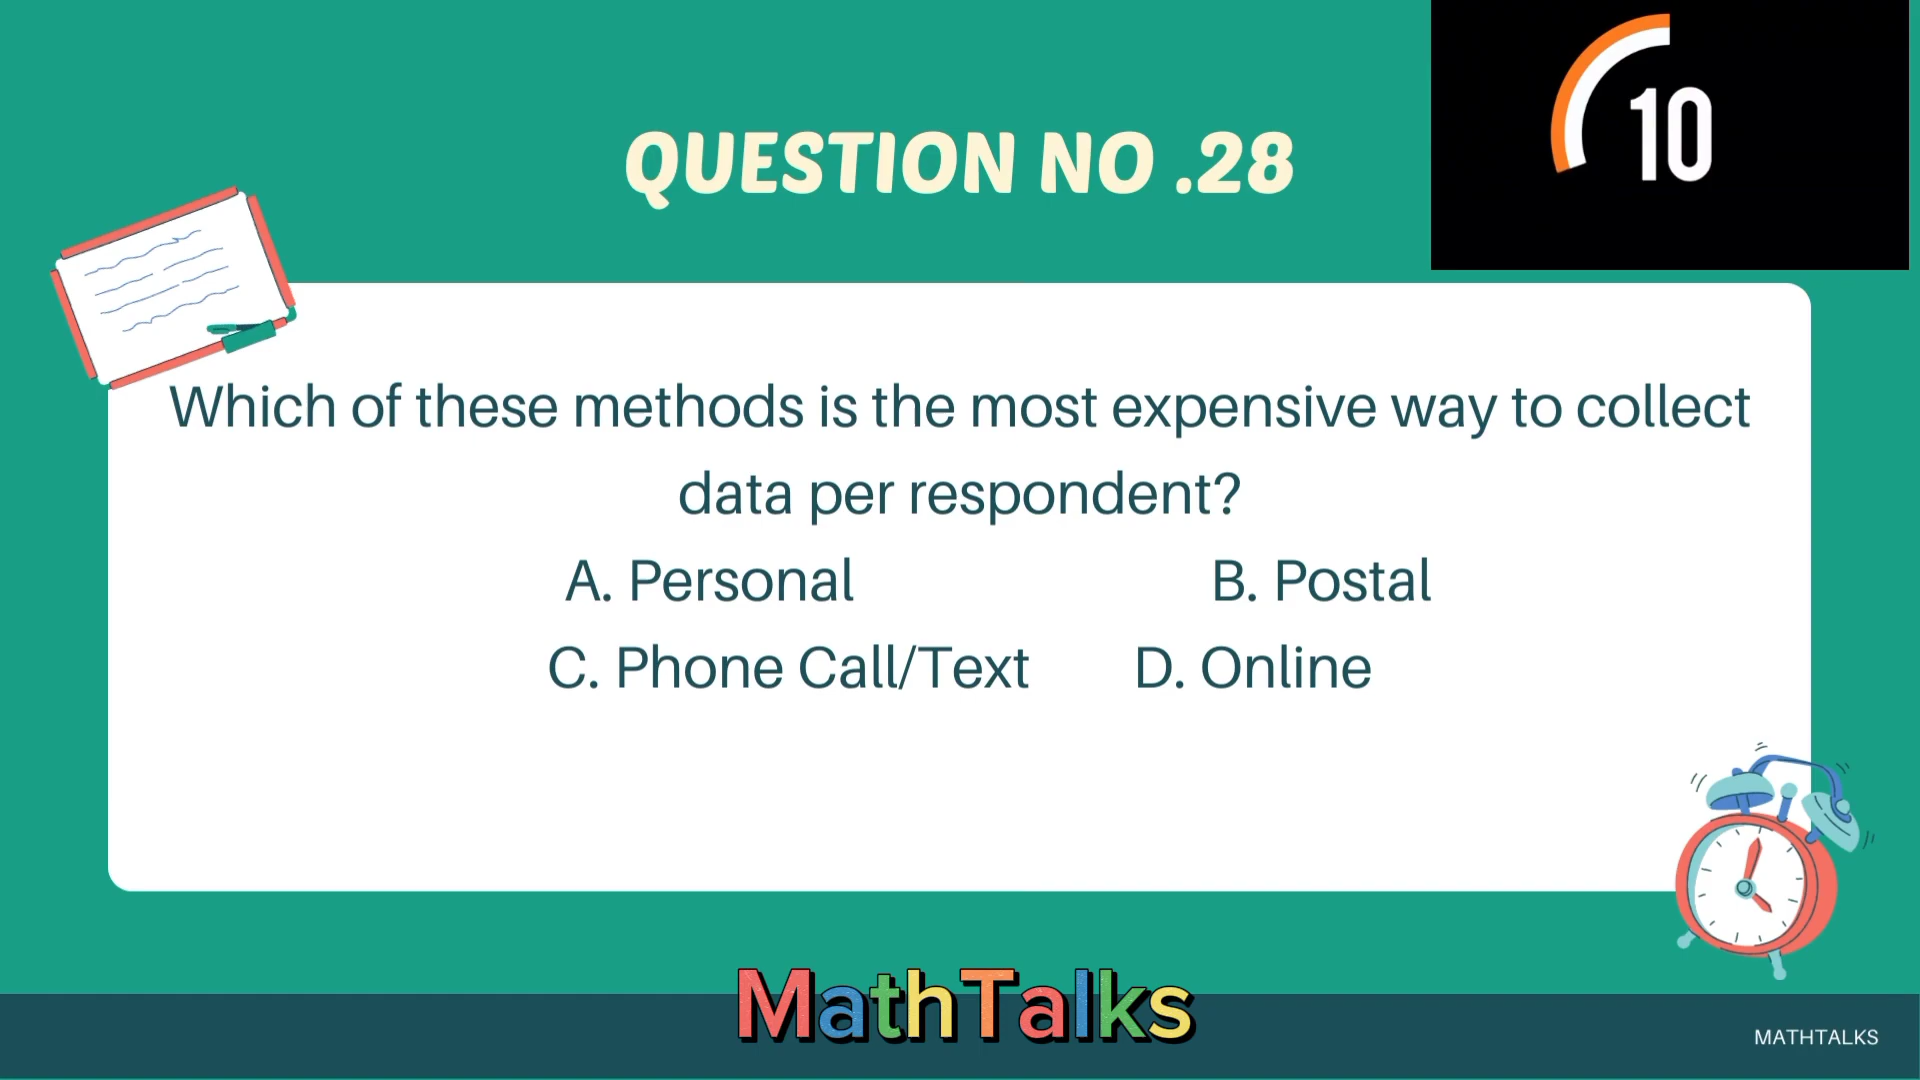 10
QUESTION NO .28
Which of these methods is the most expensive way to collect
data per respondent?
A. Personal B. Postal
C. Phone Call/Text D. Online
MathTalks
MATHTALKS